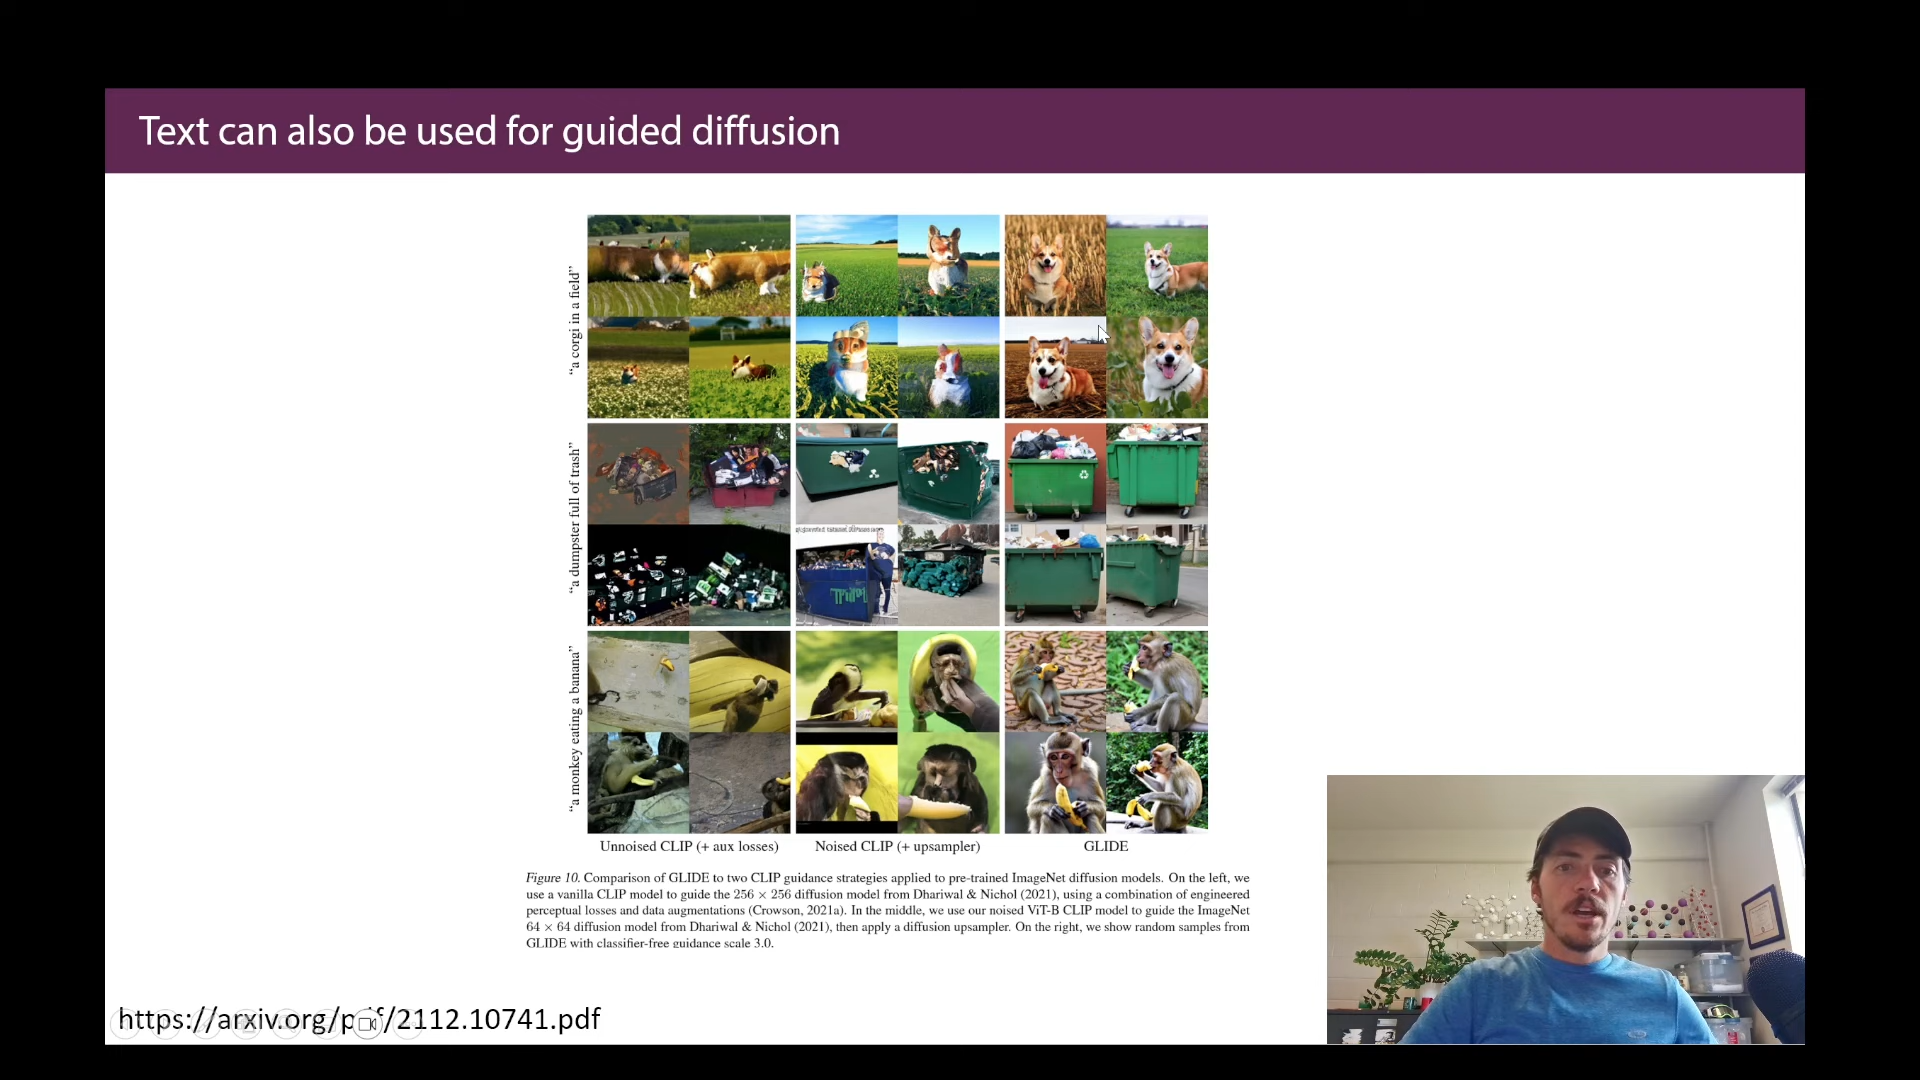 Text can also be used for guided diffusion
“a corgi in a field”
“a dumpster full of trash”
“a monkey eating a banana”
Unnoised CLIP (+ aux losses)
Noised CLIP (+ upsampler)
GLIDE
Figure 10. Comparison of GLIDE to two CLIP guidance strategies applied to pre-trained ImageNet diffusion models. On the left, we
use a vanilla CLIP model to guide the 256 × 256 diffusion model from Dhariwal & Nichol (2021), using a combination of engineered
perceptual losses and data augmentations (Crowson, 2021a). In the middle, we use our noised ViT-B CLIP model to guide the ImageNet
64 × 64 diffusion model from Dhariwal & Nichol (2021), then apply a diffusion upsampler. On the right, we show random samples from
GLIDE with classifier-free guidance scale 3.0.
https://arxiv.org/pdf/2112.10741.pdf